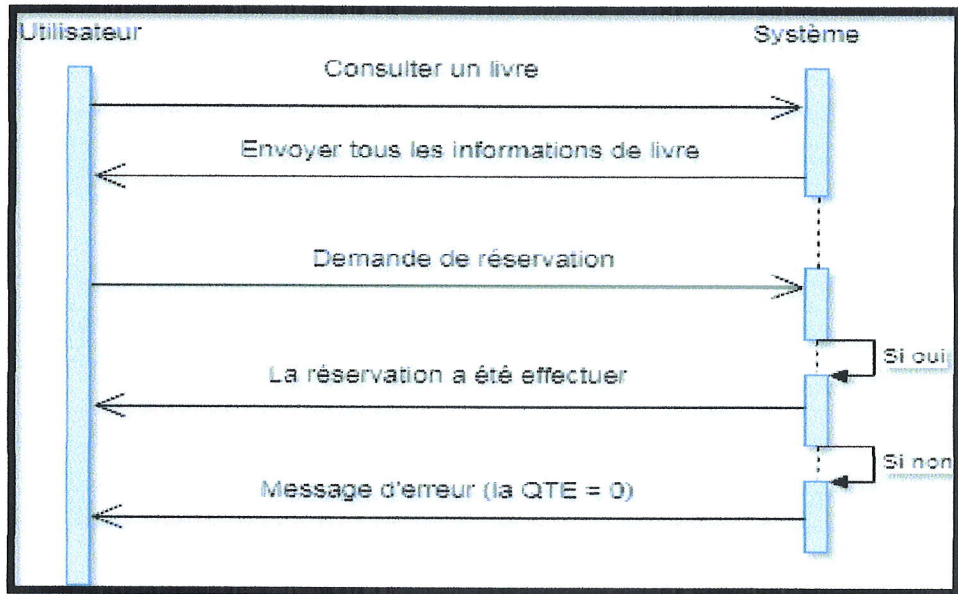 Utilisateur
Système
Consulter un livre
Envoyer tous les informations de livre
Demande de réservation
Si oui
La réservation a été effectuer
Si non
Message d'erreur (la QTE = 0)